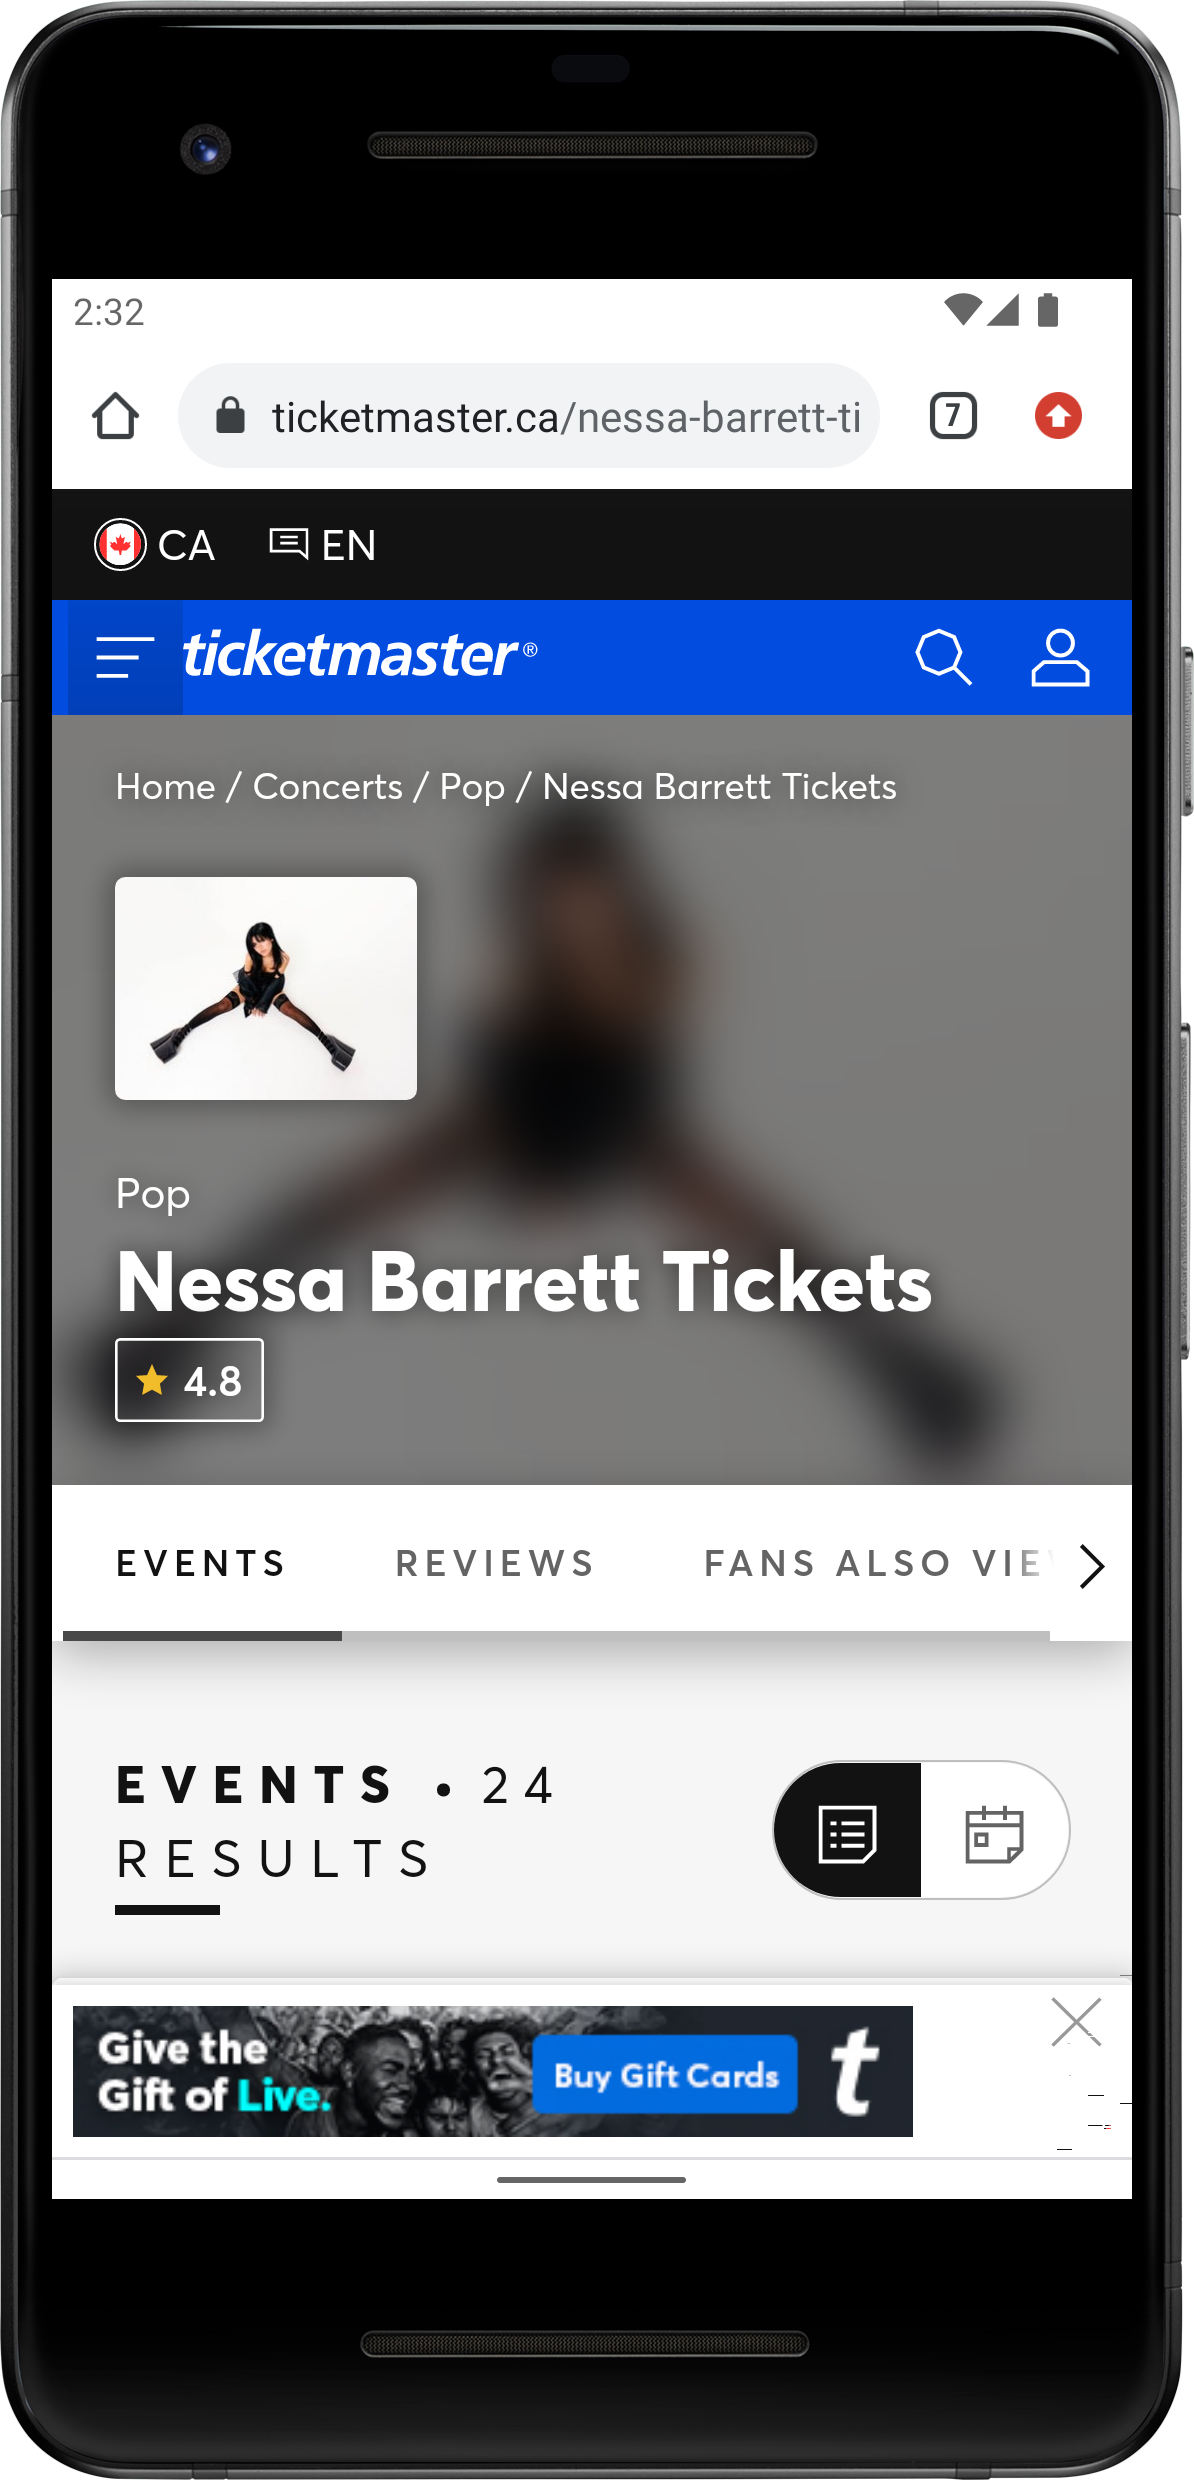 2:32
ticketmaster.ca/nessa-barrett-ti
7
CA EN
ticketmaster®
Home / Concerts / Pop / Nessa Barrett Tickets
Pop
Nessa Barrett Tickets
4.8
EVENTS REVIEWS FANS ALSO VIE
EVENTS • 24
RESULTS
Give the
Gift of Live.
Buy Gift Cards
t